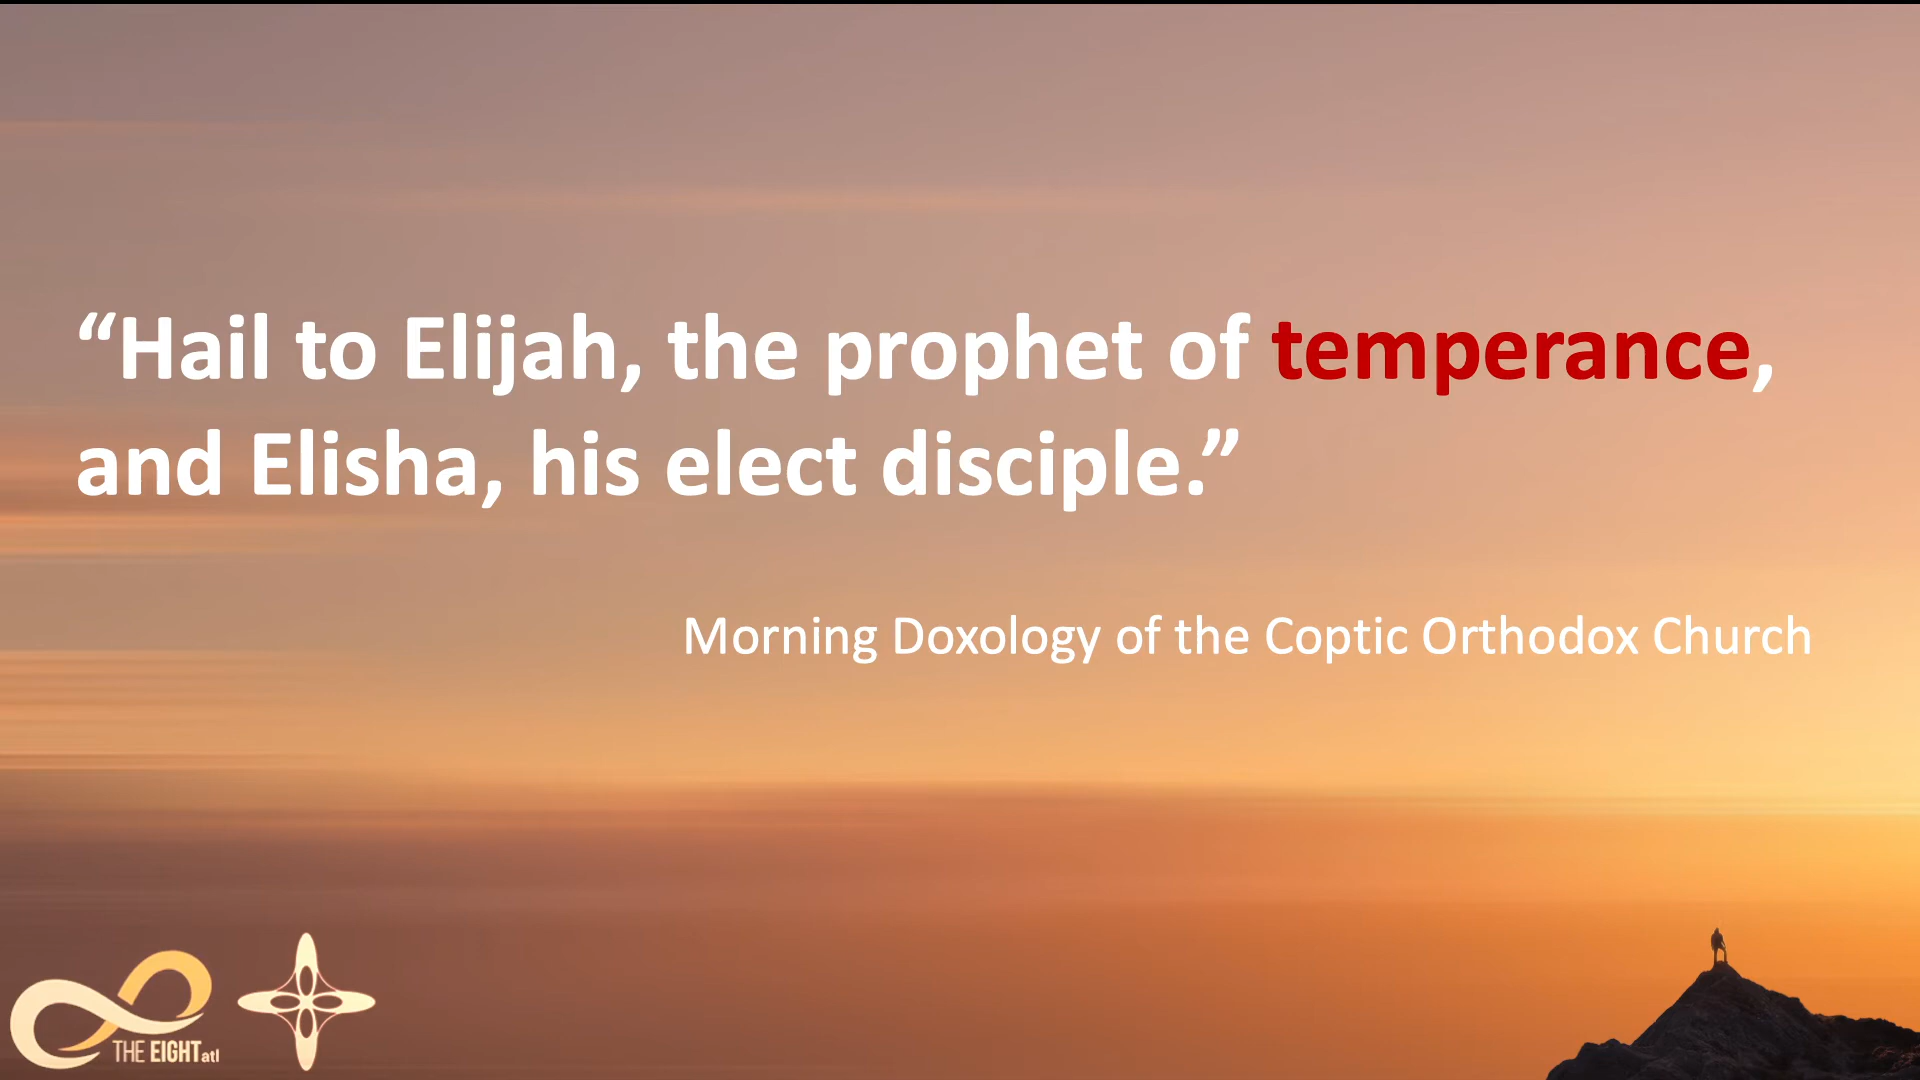 “Hail to Elijah, the prophet of temperance,
and Elisha, his elect disciple.”
Morning Doxology of the Coptic Orthodox Church
THE EIGHTatl